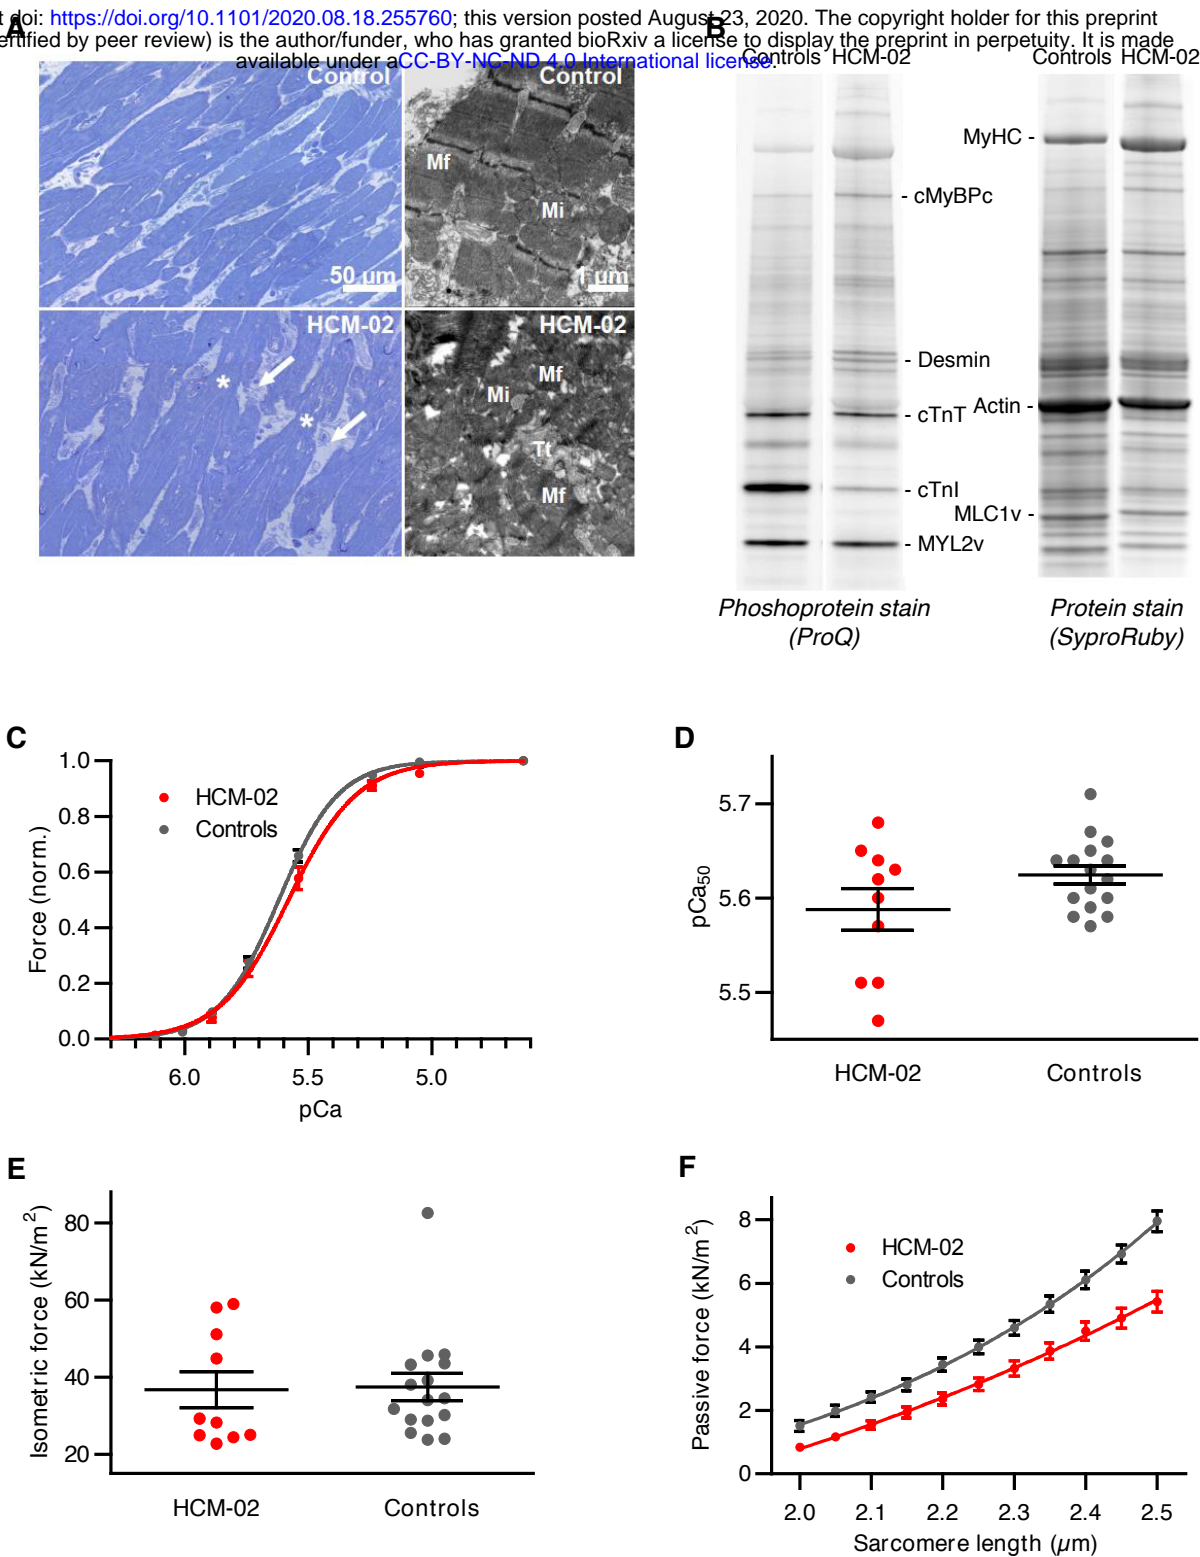 t doi: https://doi.org/10.1101/2020.08.18.255760; this version posted August 23, 2020. The copyright holder for this preprint
ertified by peer review) is the author/funder, who has granted bioRxiv a license to display the preprint in perpetuity. It is made
available under aCC-BY-NC-ND 4.0 International license.
A
Control
Control
Mf
Mi
50 µm
1 µm
HCM-02
HCM-02
*
*
Mf
Mi
Tt
Mf
B
Controls HCM-02
Controls HCM-02
MyHC -
- cMyBPc
- Desmin
- cTnT
Actin -
- cTnI
MLC1v -
- MYL2v
Phoshoprotein stain
(ProQ)
Protein stain
(SyproRuby)
C
Force (norm.)
1.0
0.8
0.6
0.4
0.2
0.0
HCM-02
Controls
6.0 5.5 5.0
pCa
D
pCa50
5.7
5.6
5.5
HCM-02 Controls
E
Isometric force (kN/m²)
80
60
40
20
HCM-02 Controls
F
Passive force (kN/m²)
8
6
4
2
0
HCM-02
Controls
2.0 2.1 2.2 2.3 2.4 2.5
Sarcomere length (µm)